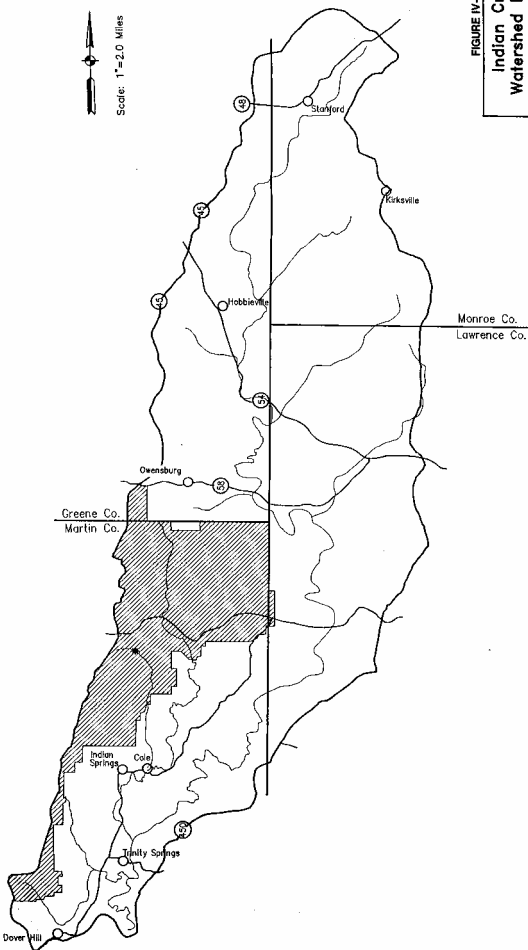 Scale: 1"=2.0 Miles
FIGURE IV-
Indian Cr
Watershed
48
Stanford
45
Kirksville
45
Hobbieville
Monroe Co.
Lawrence Co.
54
Owensburg
58
Greene Co.
Martin Co.
Indian
Springs
Cole
450
Trinity Springs
Dover Hill